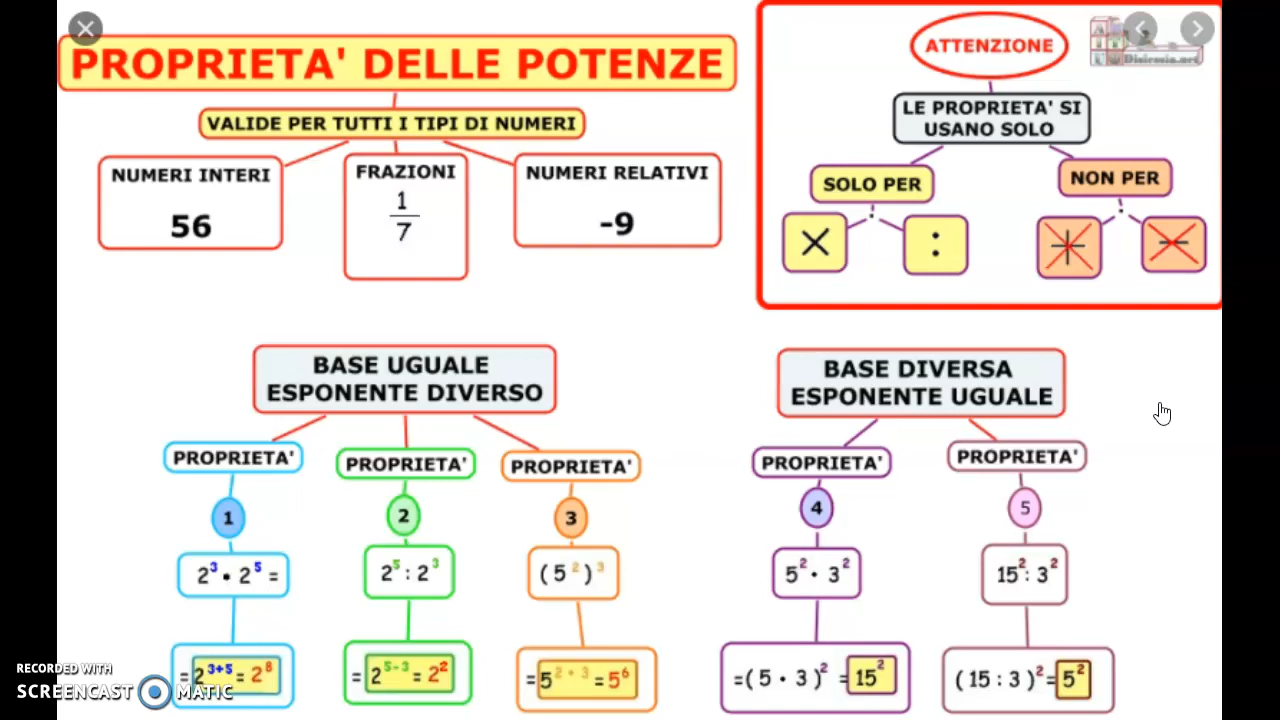 PROPRIETA' DELLE POTENZE
VALIDE PER TUTTI I TIPI DI NUMERI
NUMERI INTERI
56
FRAZIONI
1
7
NUMERI RELATIVI
-9
ATTENZIONE
Dislessia.net
LE PROPRIETA' SI
USANO SOLO
SOLO PER
×
:
NON PER
+
−
BASE UGUALE
ESPONENTE DIVERSO
PROPRIETA'
1
2³ • 2⁵ =
= 2³⁺⁵ = 2⁸
PROPRIETA'
2
2⁵ : 2³
= 2⁵⁻³ = 2²
PROPRIETA'
3
(5²)³
= 5² • ³ = 5⁶
BASE DIVERSA
ESPONENTE UGUALE
PROPRIETA'
4
5² • 3²
=(5 • 3)² = 15²
PROPRIETA'
5
15² : 3²
(15 : 3)² = 5²
RECORDED WITH
SCREENCAST MATIC